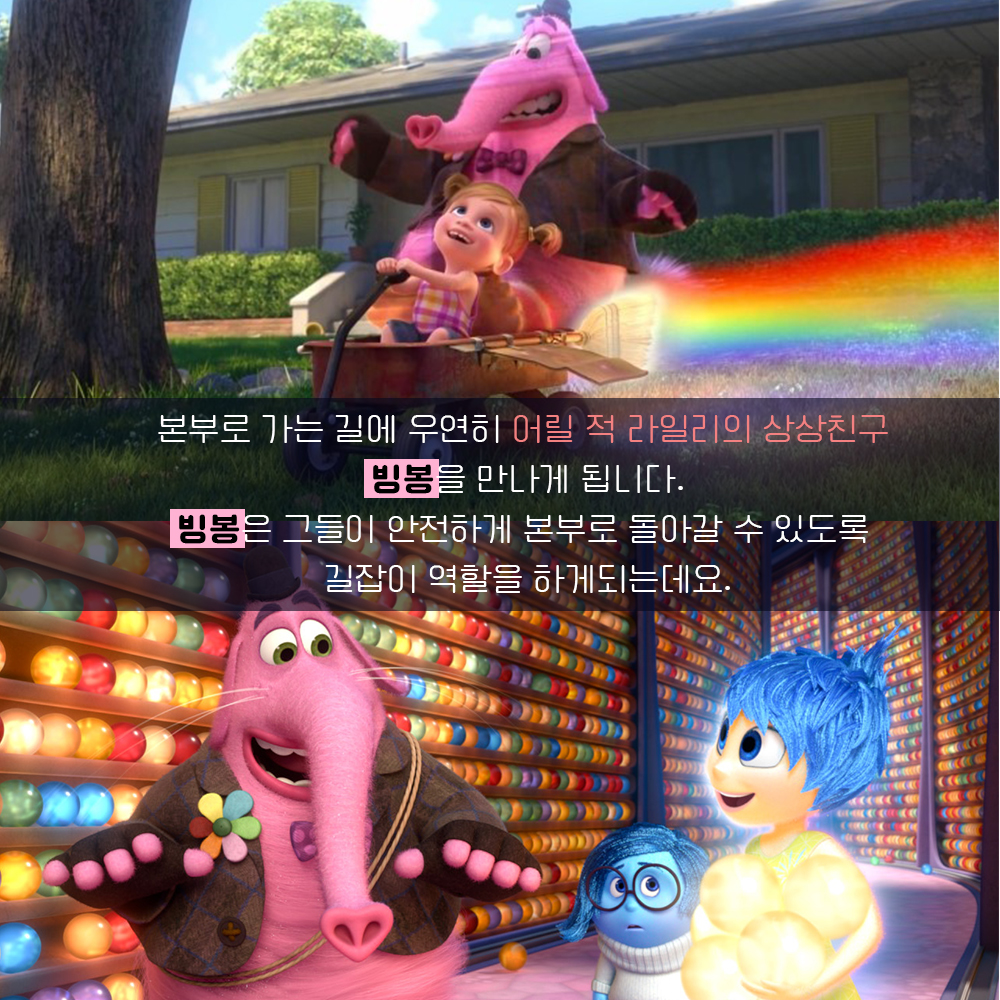 본부로 가는 길에 우연히 어릴 적 라일리의 상상친구
빙봉을 만나게 됩니다.
빙봉은 그들이 안전하게 본부로 돌아갈 수 있도록
길잡이 역할을 하게되는데요.